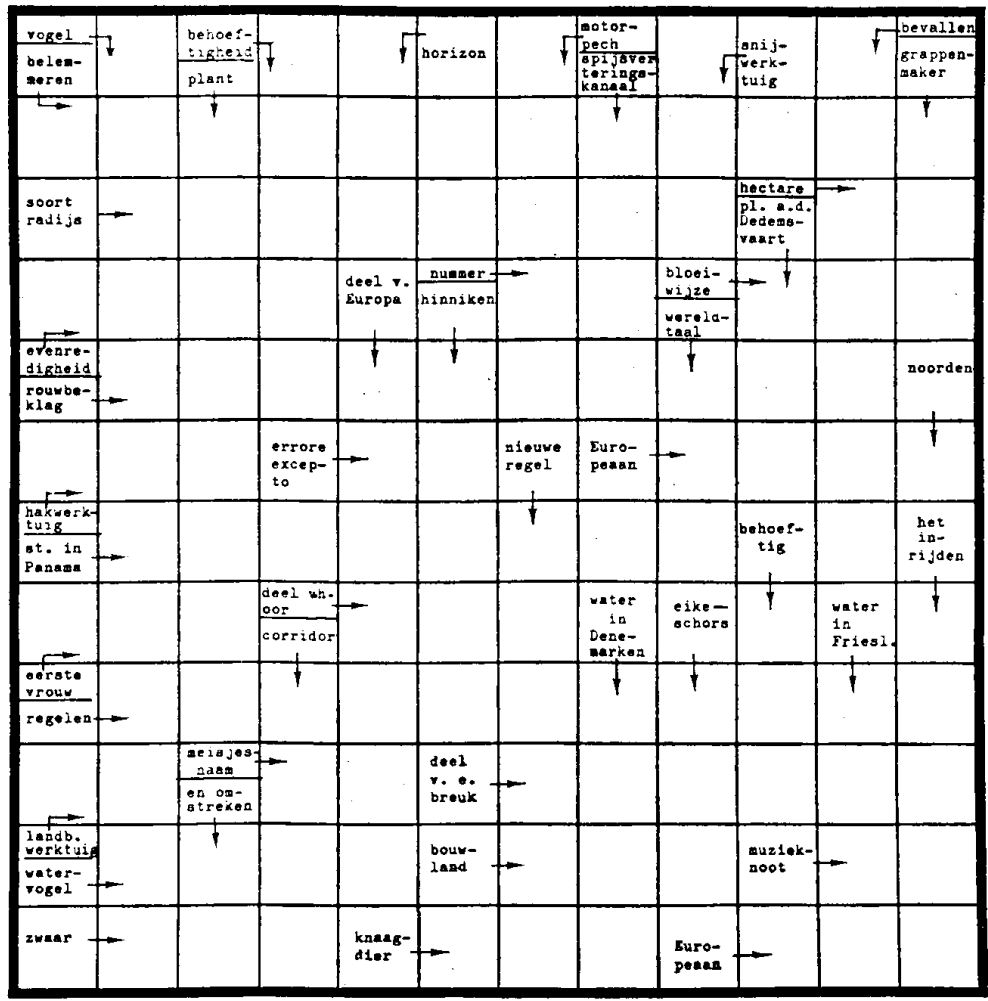 vogel
belem-
meren
behoef-
tigheid
plant
horizon
motor-
pech
spijsver
terings-
kanaal
snij-
werk-
tuig
bevallen
grappen-
maker
soort
radijs
hectare
pl. a.d.
Dedems-
vaart
deel v.
Europa
nummer
hinniken
bloei-
wijze
wereld-
taal
evenre-
digheid
rouwbe-
klag
noorden
errore
excep-
to
nieuwe
regel
Euro-
peaan
hakwerk-
tuig
st. in
Panama
behoef-
tig
het
in-
rijden
deel wh.
oor
corridor
water
in
Dene-
marken
eike-
schors
water
in
Friesl.
eerste
vrouw
regelen
meisjes-
naam
en om-
streken
deel
v. e.
breuk
landb.
werktuig
water-
vogel
bouw-
land
muziek-
noot
zwaar
knaag-
dier
Euro-
peaan